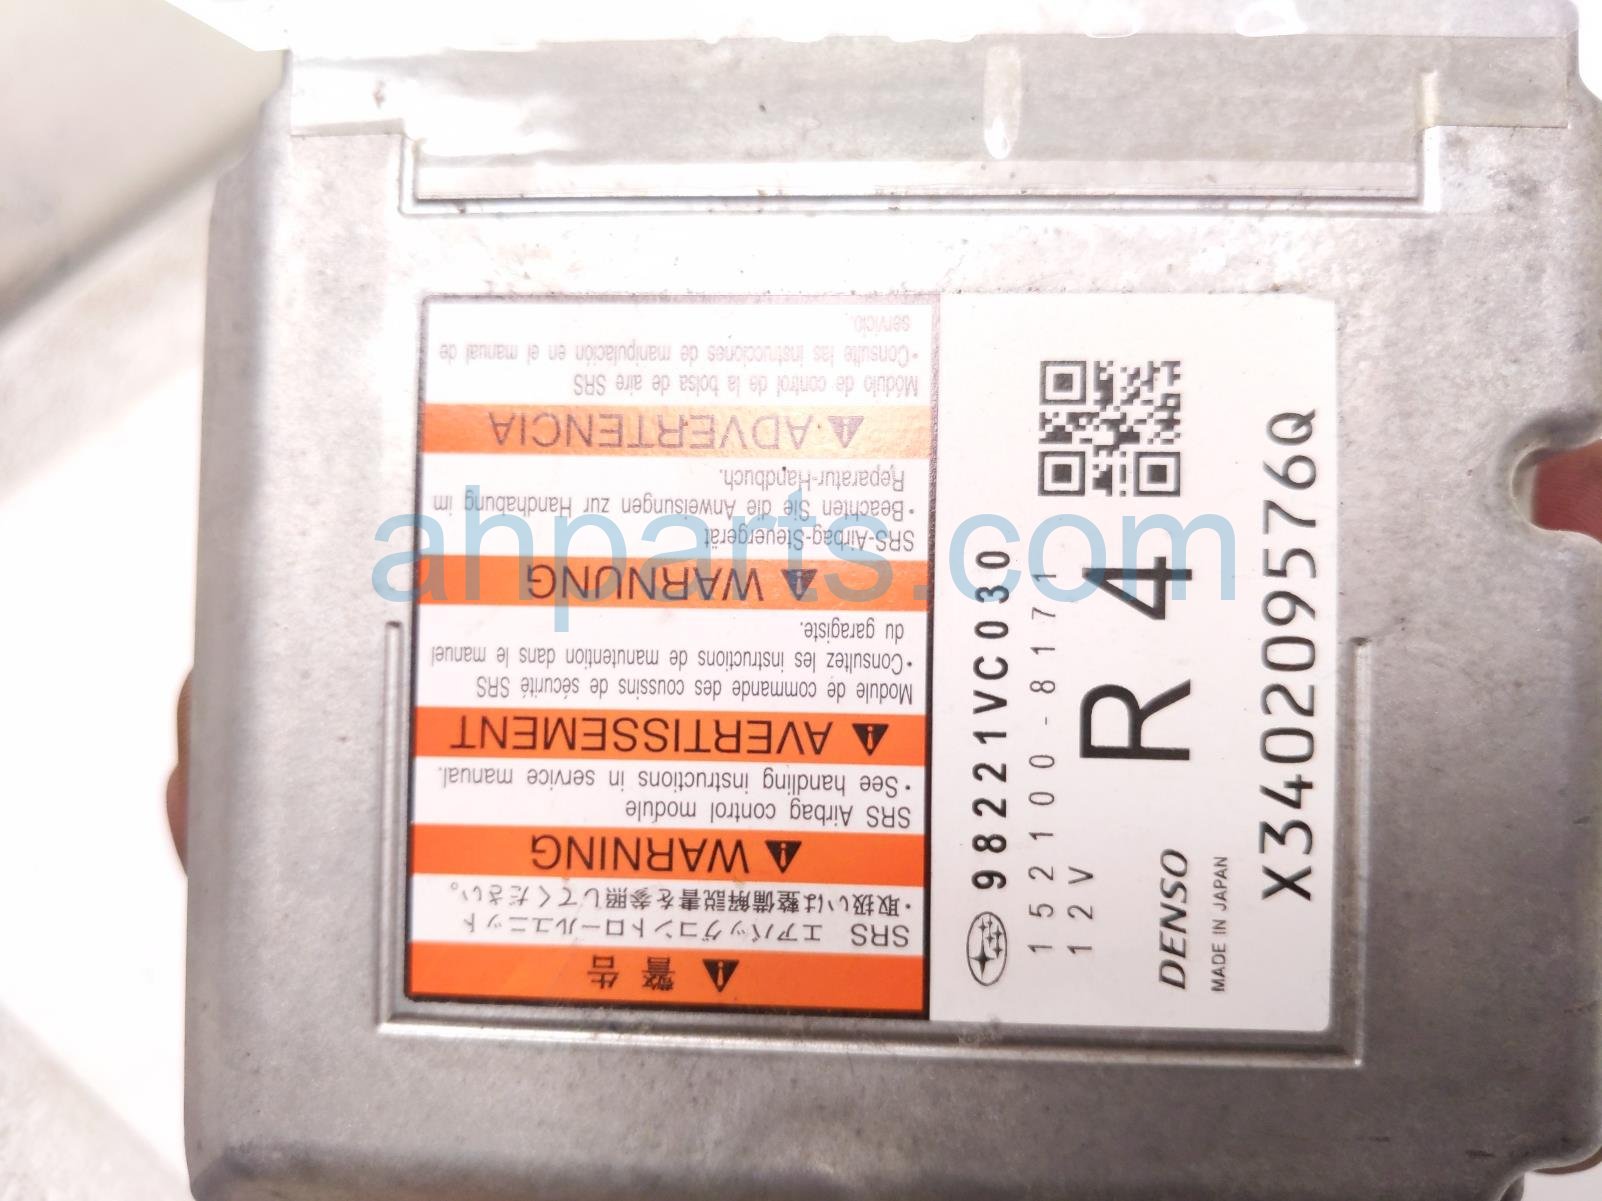 警告
SRS エアバッグコントロールユニット
・取扱いは整備解説書を参照してください。
WARNING
SRS Airbag control module
・See handling instructions in service manual.
AVERTISSEMENT
Module de commande des coussins de sécurité SRS
・Consultez les instructions de manutention dans le manuel
du garagiste.
WARNUNG
SRS-Airbag-Steuergerät
・Beachten Sie die Anweisungen zur Handhabung im
Reparatur-Handbuch.
ADVERTENCIA
Módulo de control de la bolsa de aire SRS
・Consulte las instrucciones de manipulación en el manual de
servicio.
98221VC030
152100-8171
12V
R4
DENSO
MADE IN JAPAN
X340209576Q
ahparts.com